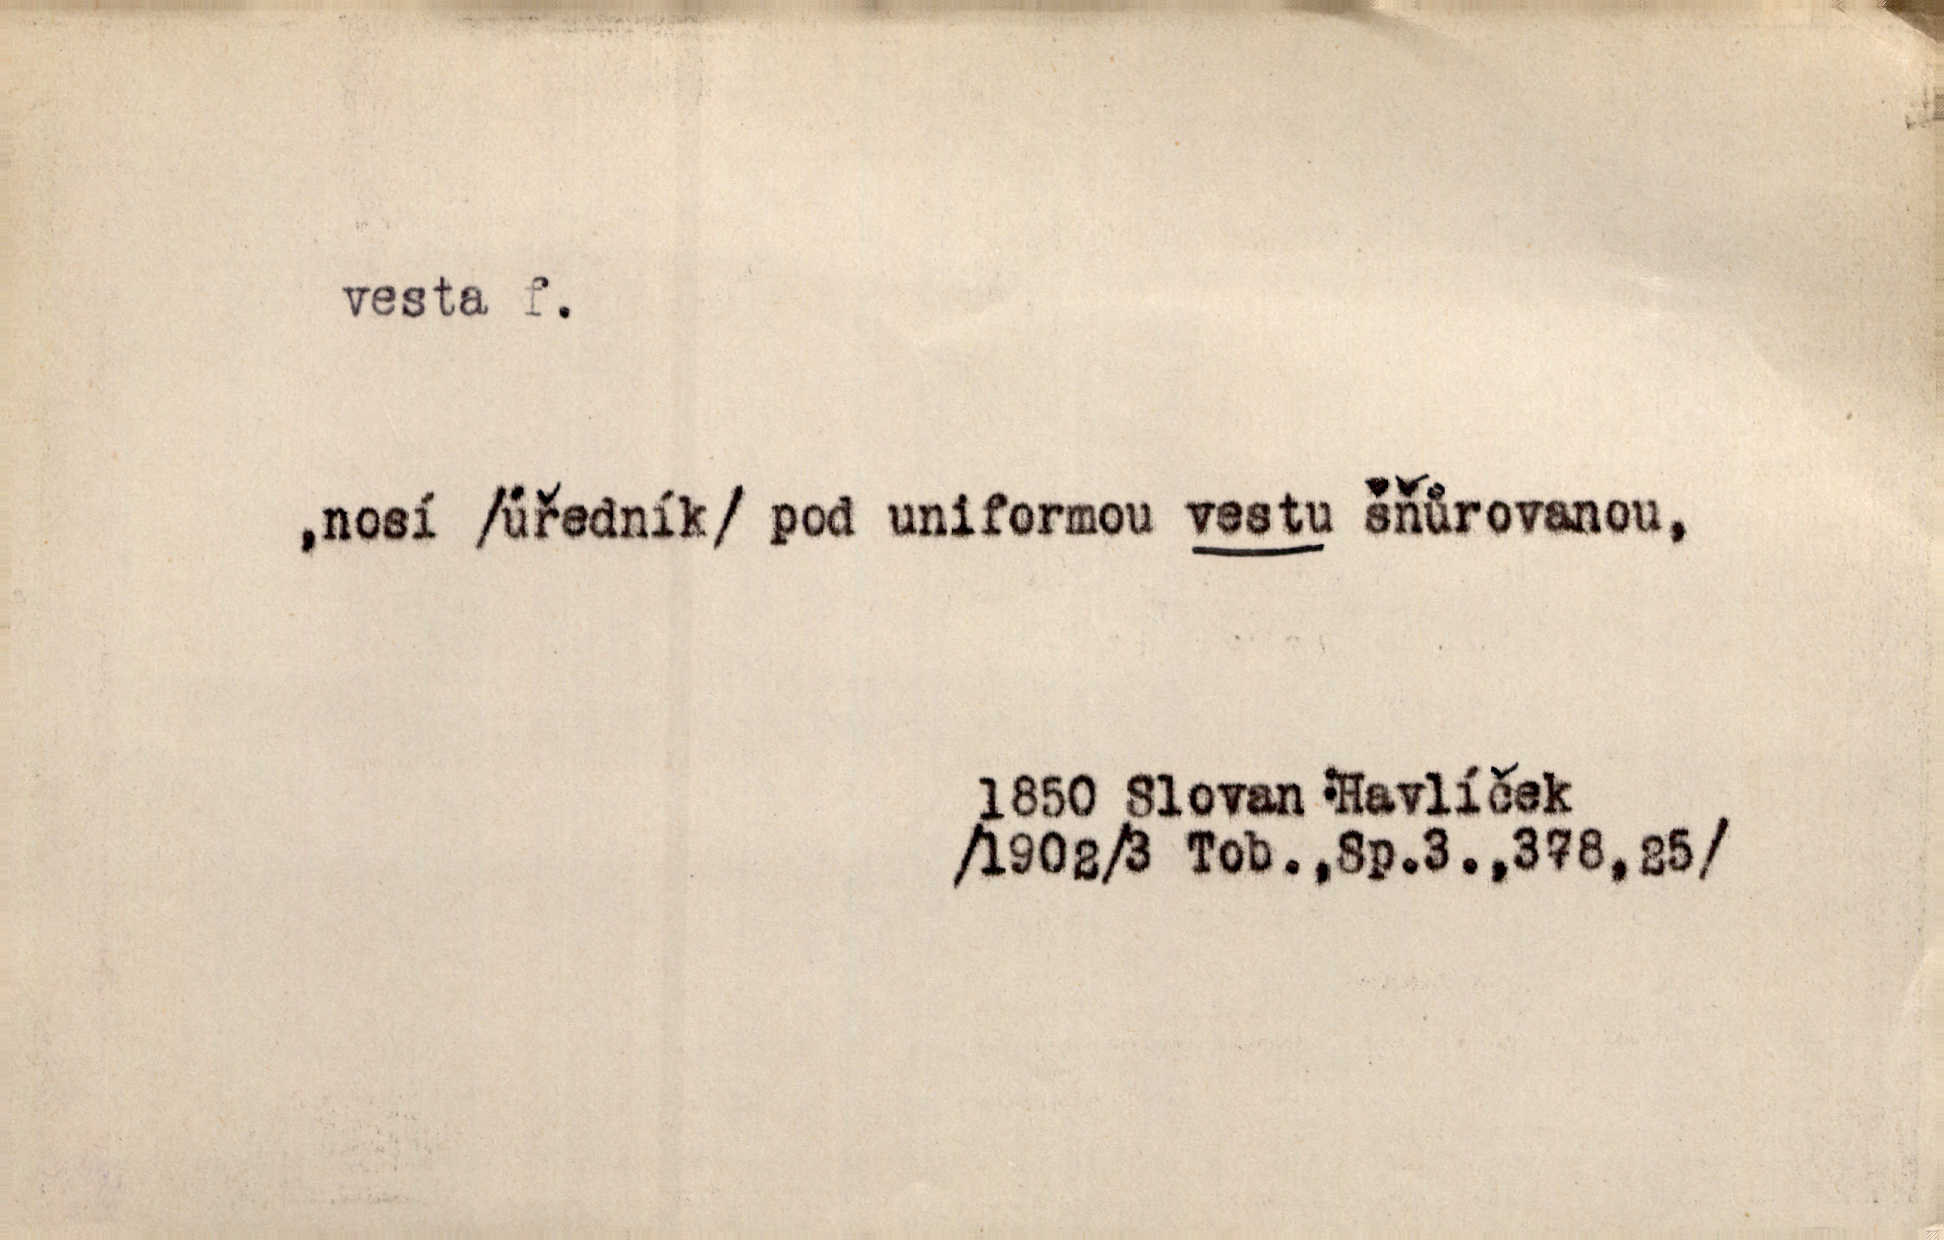 vesta f.
,nosí /úředník/ pod uniformou vestu šňůrovanou,
1850 Slovan :Havlíček
/1902/3 Tob.,Sp.3.,378,25/